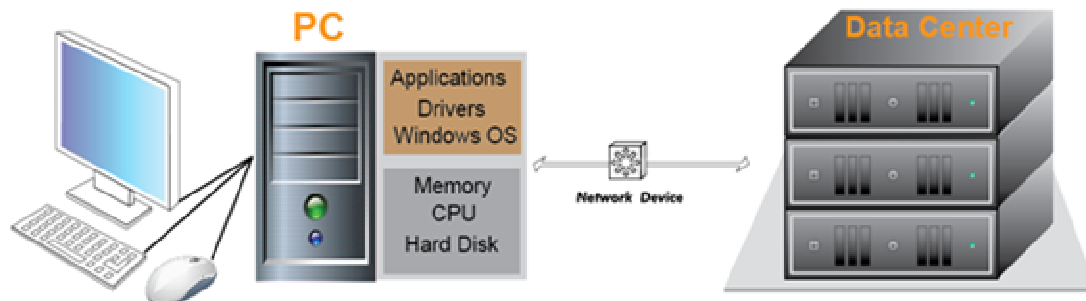 PC
Data Center
Applications
Drivers
Windows OS
Memory
CPU
Hard Disk
Network Device